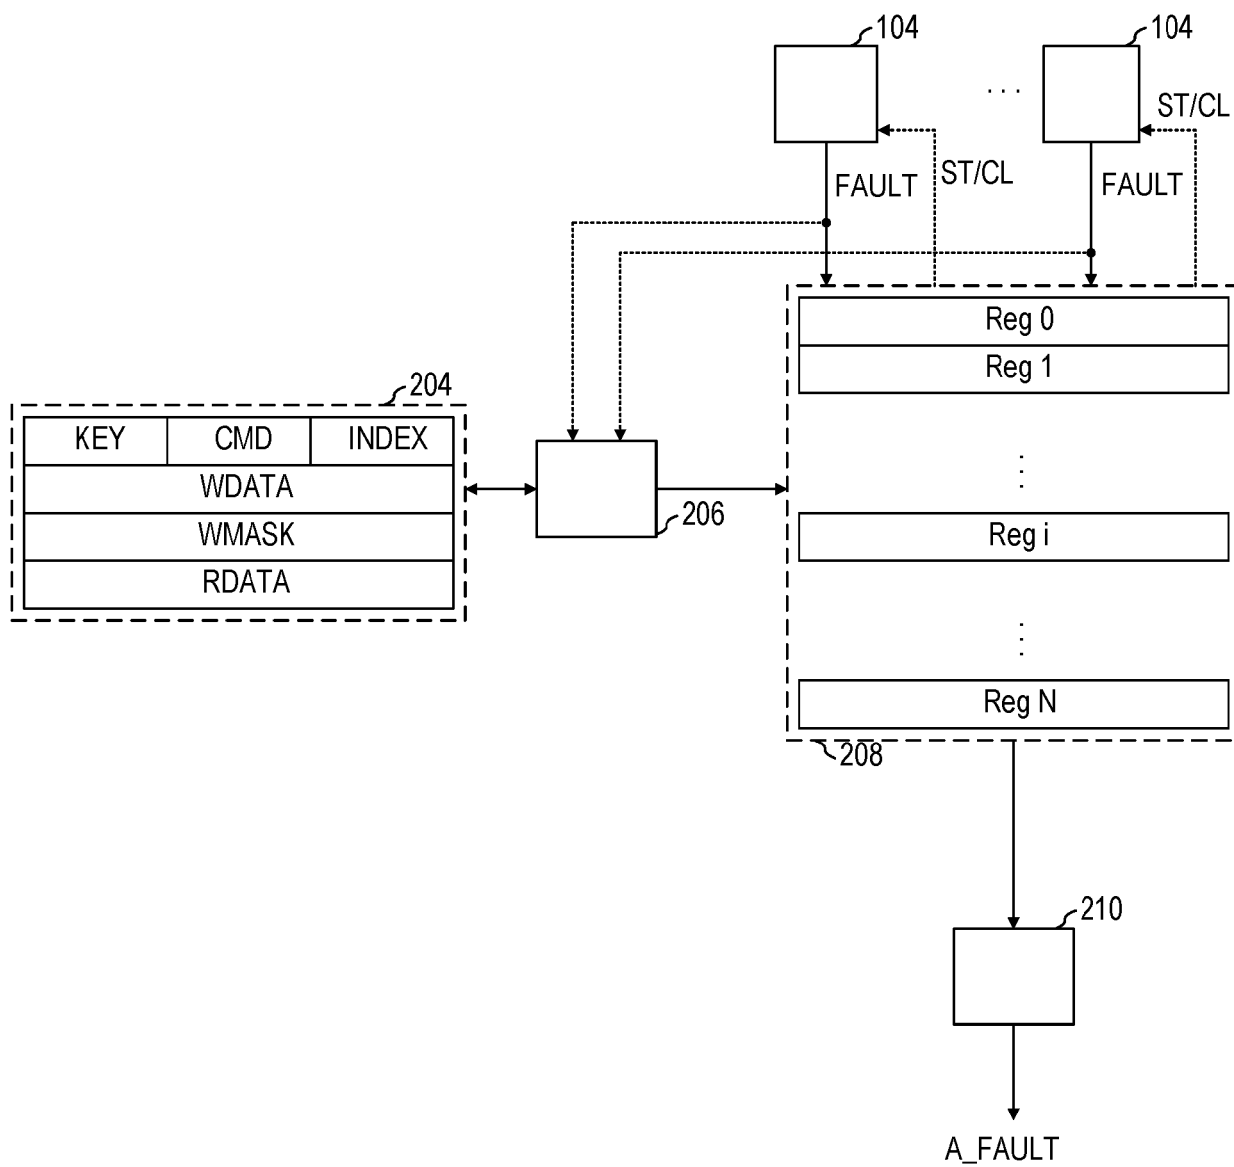 104
104
. . .
ST/CL
FAULT
ST/CL
FAULT
Reg 0
Reg 1
204
KEY CMD INDEX
WDATA
206
WMASK
Reg i
RDATA
Reg N
208
210
A_FAULT